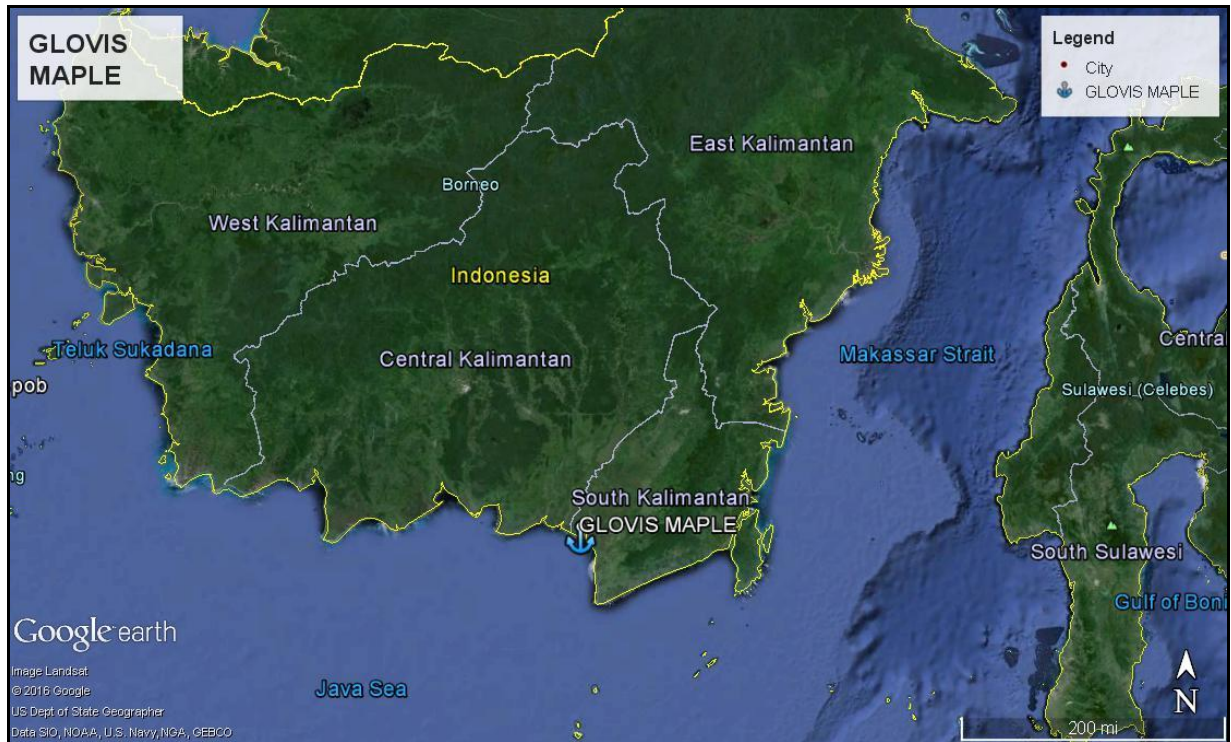 GLOVIS
MAPLE
Legend
City
GLOVIS MAPLE
East Kalimantan
Borneo
West Kalimantan
Indonesia
Teluk Sukadana
Central Kalimantan
Makassar Strait
Central
pob
Sulawesi (Celebes)
ng
South Kalimantan
GLOVIS MAPLE
South Sulawesi
Gulf of Boni
Google earth
Image Landsat
© 2016 Google
US Dept of State Geographer
Data SIO, NOAA, U.S. Navy, NGA, GEBCO
Java Sea
N
200 mi